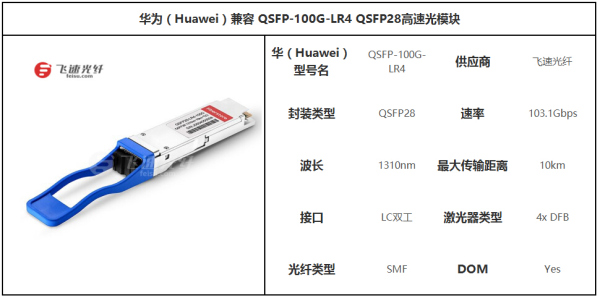 华为（Huawei）兼容 QSFP-100G-LR4 QSFP28高速光模块
飞速光纤
feisu.com
华（Huawei）
型号名
QSFP-100G-
LR4
供应商
飞速光纤
封装类型
QSFP28
速率
103.1Gbps
波长
1310nm
最大传输距离
10km
接口
LC双工
激光器类型
4x DFB
光纤类型
SMF
DOM
Yes